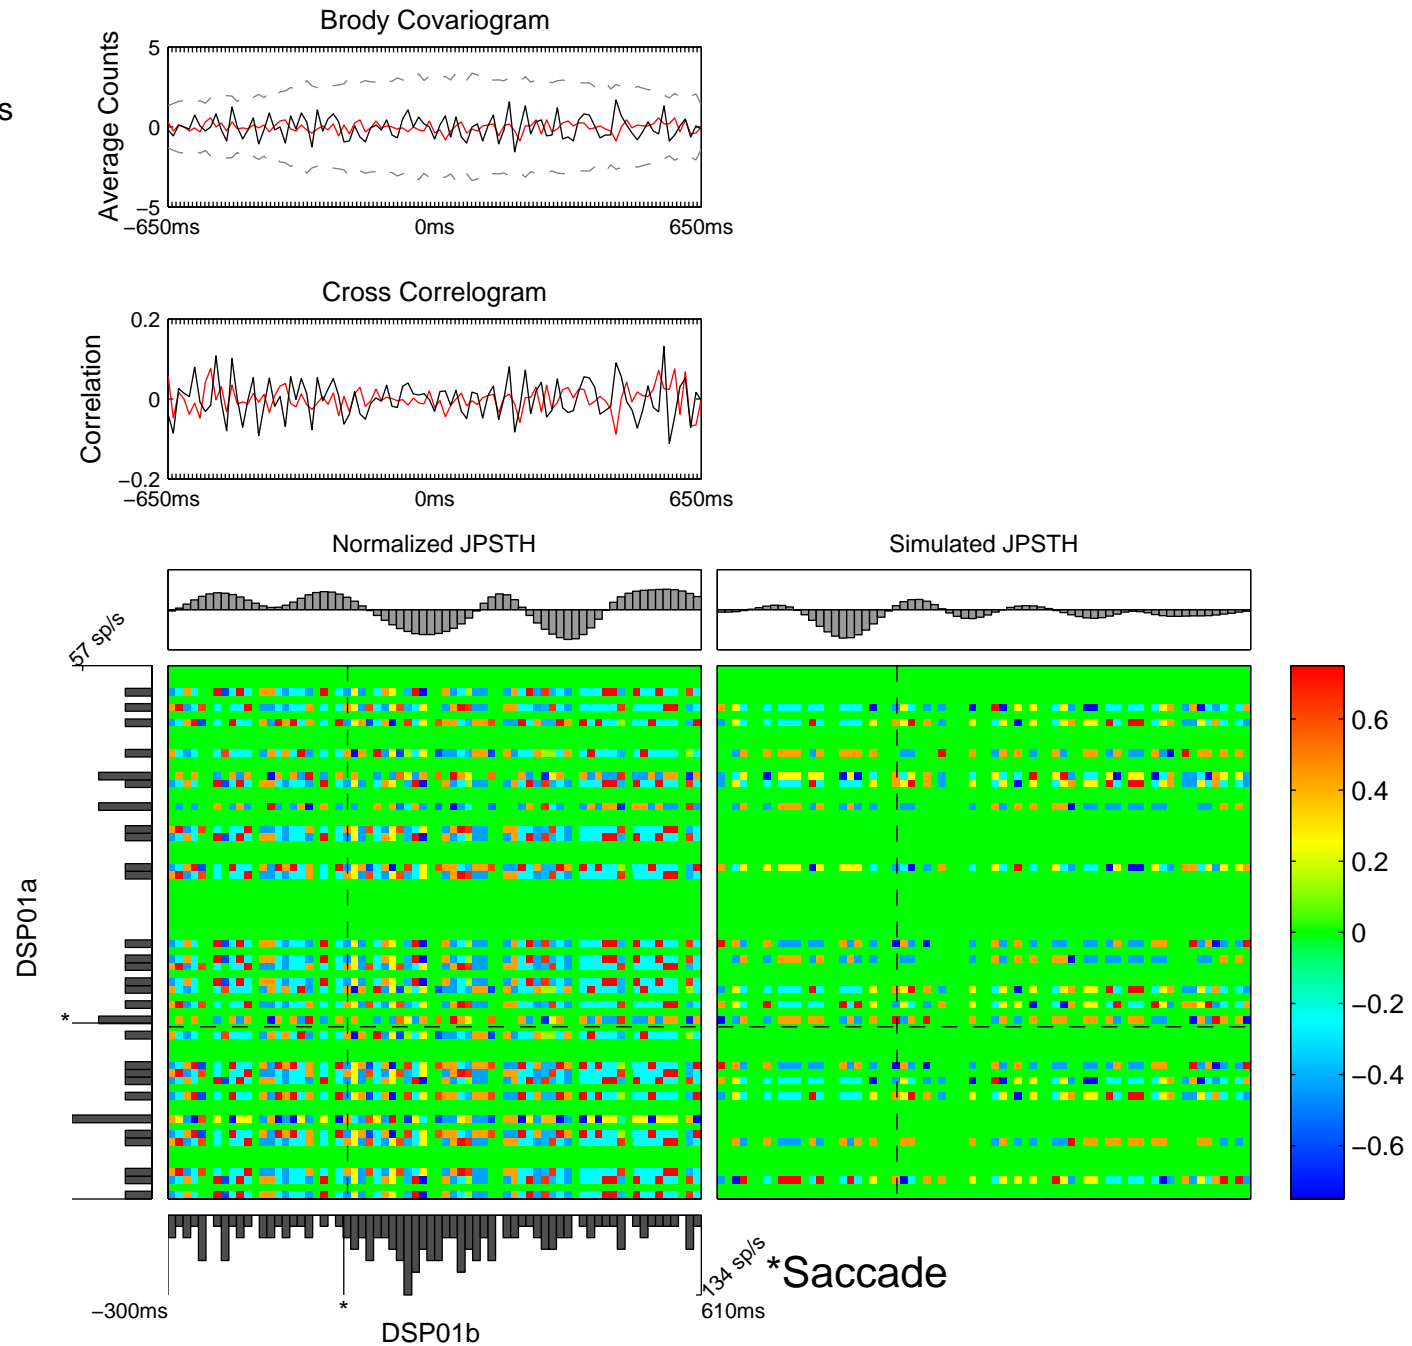 Brody Covariogram
s
Average Counts
5
0
−5
−650ms
0ms
650ms
Cross Correlogram
Correlation
0.2
0
−0.2
−650ms
0ms
650ms
Normalized JPSTH
Simulated JPSTH
57 sp/s
DSP01a
*
0.6
0.4
0.2
0
−0.2
−0.4
−0.6
134 sp/s
*Saccade
−300ms
*
610ms
DSP01b